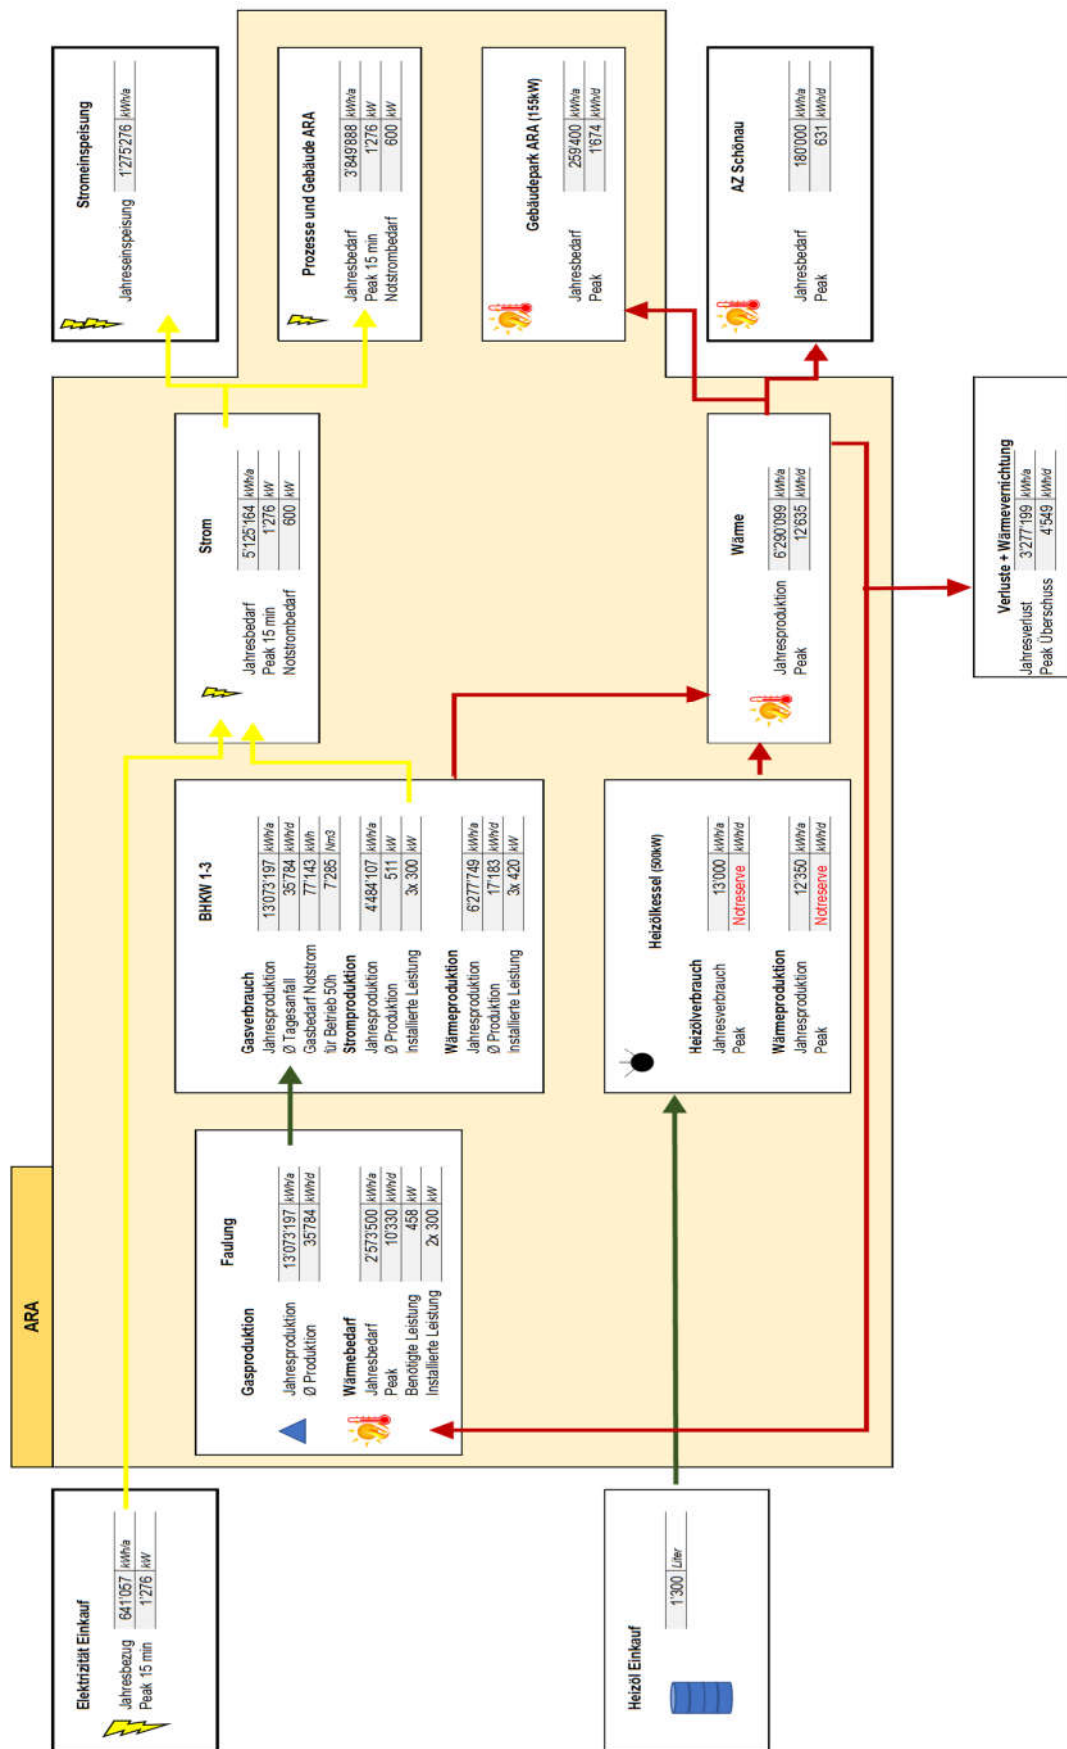 ARA
Elektrizität Einkauf
Jahresbezug 641'057 kWh/a
Peak 15 min 1'276 kW
Heizöl Einkauf
1'300 Liter
Faulung
Gasproduktion
Jahresproduktion 13'073'197 kWh/a
Ø Produktion 35'784 kWh/d
Wärmebedarf
Jahresbedarf 2'573'500 kWh/a
Peak 10'330 kWh/d
Benötigte Leistung 458 kW
Installierte Leistung 2x 300 kW
BHKW 1-3
Gasverbrauch
Jahresproduktion 13'073'197 kWh/a
Ø Tagesanfall 35'784 kWh/d
Gasbedarf Notstrom 77'143 kWh
für Betrieb 50h 7'285 Nm3
Stromproduktion
Jahresproduktion 4'484'107 kWh/a
Ø Produktion 511 kW
Installierte Leistung 3x 300 kW
Wärmeproduktion
Jahresproduktion 6'277'749 kWh/a
Ø Produktion 17'183 kWh/d
Installierte Leistung 3x 420 kW
Heizölkessel (500kW)
Heizölverbrauch
Jahresverbrauch 13'000 kWh/a
Peak Notreserve kWh/d
Wärmeproduktion
Jahresproduktion 12'350 kWh/a
Peak Notreserve kWh/d
Strom
Jahresbedarf 5'125'164 kWh/a
Peak 15 min 1'276 kW
Notstrombedarf 600 kW
Wärme
Jahresproduktion 6'290'099 kWh/a
Peak 12'635 kWh/d
Verluste + Wärmevernichtung
Jahresverlust 3'277'199 kWh/a
Peak Überschuss 4'549 kWh/d
Stromeinspeisung
Jahreseinspeisung 1'275'276 kWh/a
Prozesse und Gebäude ARA
Jahresbedarf 3'849'888 kWh/a
Peak 15 min 1'276 kW
Notstrombedarf 600 kW
Gebäudepark ARA (155kW)
Jahresbedarf 259'400 kWh/a
Peak 1'674 kWh/d
AZ Schönau
Jahresbedarf 180'000 kWh/a
Peak 631 kWh/d